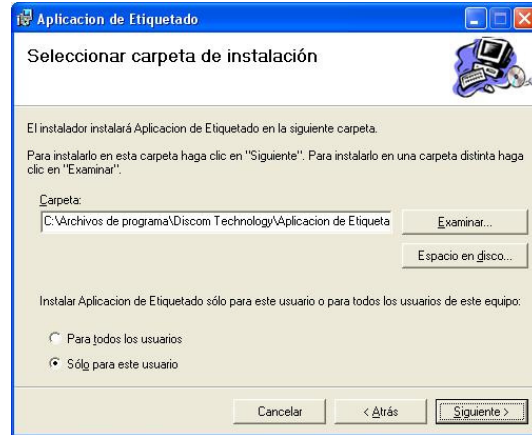 Aplicacion de Etiquetado
Seleccionar carpeta de instalación
El instalador instalará Aplicacion de Etiquetado en la siguiente carpeta.
Para instalarlo en esta carpeta haga clic en "Siguiente". Para instalarlo en una carpeta distinta haga
clic en "Examinar".
Carpeta:
C:\Archivos de programa\Discom Technology\Aplicacion de Etiqueta
Examinar...
Espacio en disco...
Instalar Aplicacion de Etiquetado sólo para este usuario o para todos los usuarios de este equipo:
Para todos los usuarios
Sólo para este usuario
Cancelar < Atrás Siguiente >